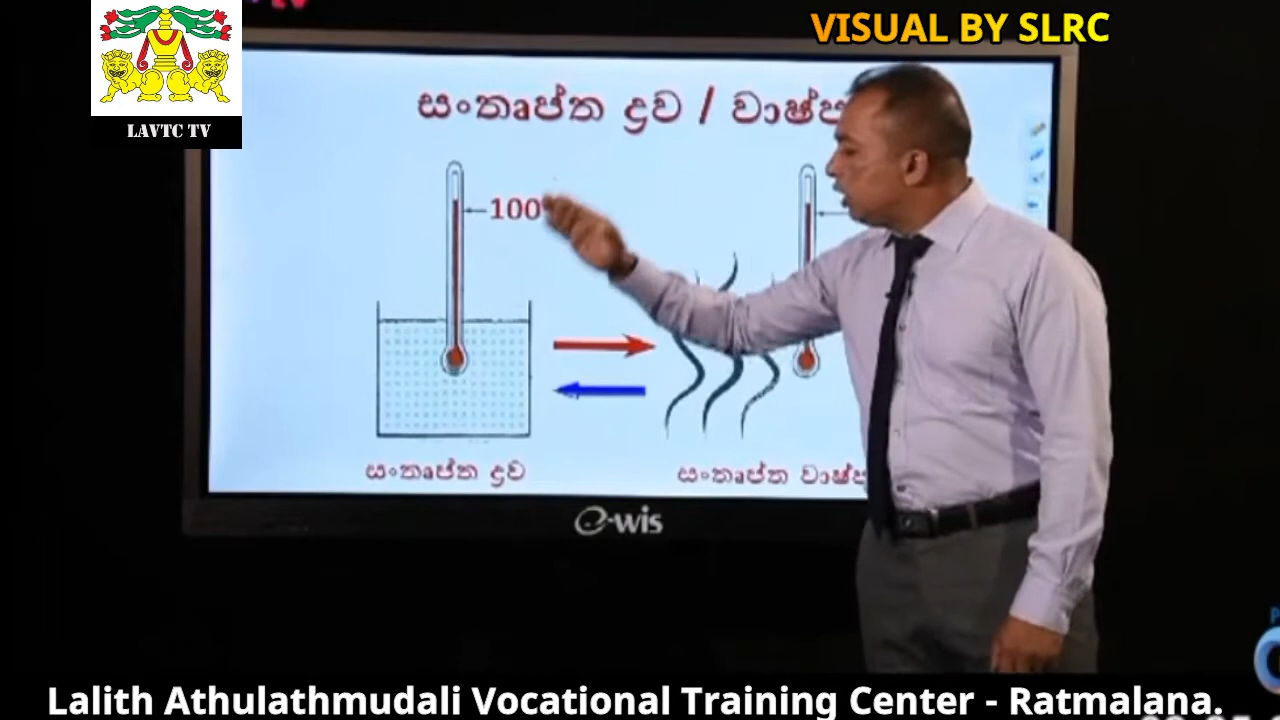 VISUAL BY SLRC
LAVTC TV
සංතෘප්ත ද්‍රව / වාෂ්ප
100
සංතෘප්ත ද්‍රව
සංතෘප්ත වාෂ්ප
e-wis
Lalith Athulathmudali Vocational Training Center - Ratmalana.